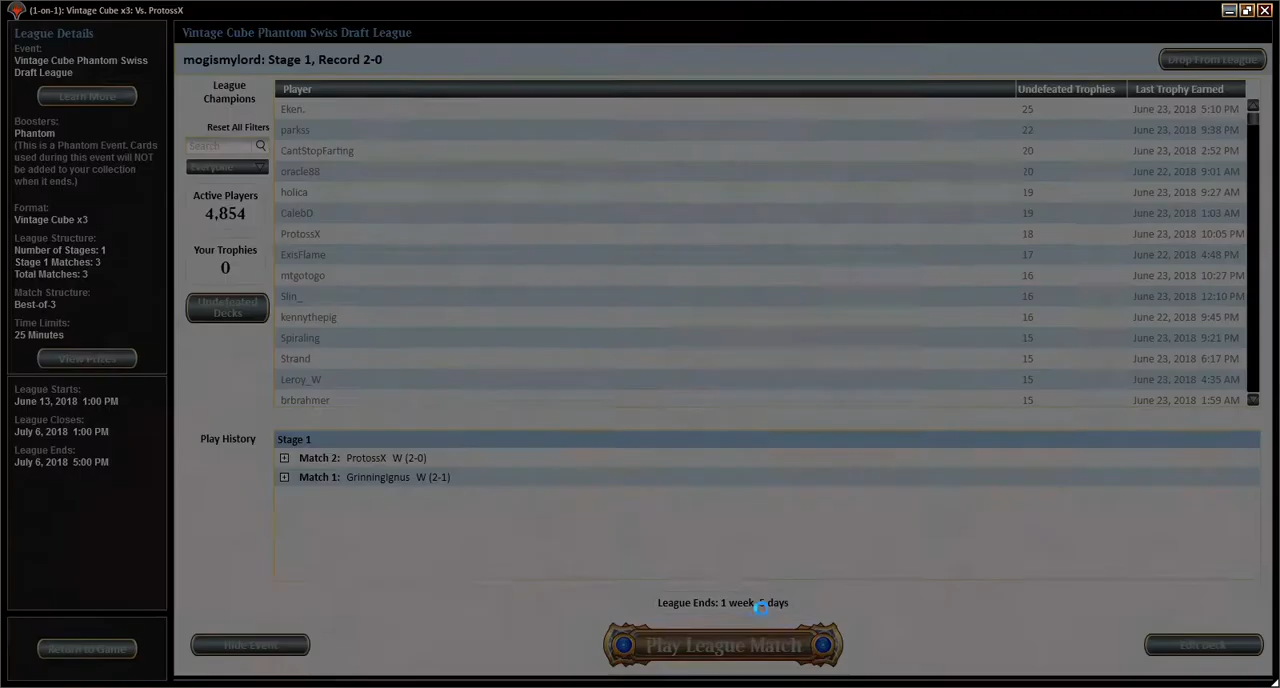 (1-on-1): Vintage Cube x3: Vs. ProtossX
League Details
Event:
Vintage Cube Phantom Swiss
Draft League
Learn More
Boosters:
Phantom
(This is a Phantom Event. Cards
used during this event will NOT
be added to your collection
when it ends.)
Format:
Vintage Cube x3
League Structure:
Number of Stages: 1
Stage 1 Matches: 3
Total Matches: 3
Match Structure:
Best-of-3
Time Limits:
25 Minutes
View Prizes
League Starts:
June 13, 2018 1:00 PM
League Closes:
July 6, 2018 1:00 PM
League Ends:
July 6, 2018 5:00 PM
Return to Game
Vintage Cube Phantom Swiss Draft League
mogismylord: Stage 1, Record 2-0
Drop From League
League
Champions
Reset All Filters
Search
Everyone
Active Players
4,854
Your Trophies
0
Undefeated
Decks
Player Undefeated Trophies Last Trophy Earned
Eken. 25 June 23, 2018 5:10 PM
parkss 22 June 23, 2018 9:38 PM
CantStopFarting 20 June 23, 2018 2:52 PM
oracle88 20 June 22, 2018 9:01 AM
holica 19 June 23, 2018 9:27 AM
CalebD 19 June 23, 2018 1:03 AM
ProtossX 18 June 23, 2018 10:05 PM
ExisFlame 17 June 22, 2018 4:48 PM
mtgotogo 16 June 23, 2018 10:27 PM
Slin_ 16 June 23, 2018 12:10 PM
kennythepig 16 June 22, 2018 9:45 PM
Spiraling 15 June 23, 2018 9:21 PM
Strand 15 June 23, 2018 6:17 PM
Leroy_W 15 June 23, 2018 4:35 AM
brbrahmer 15 June 23, 2018 1:59 AM
Play History
Stage 1
Match 2: ProtossX W (2-0)
Match 1: GrinningIgnus W (2-1)
League Ends: 1 week, days
Hide Event
Play League Match
Edit Deck